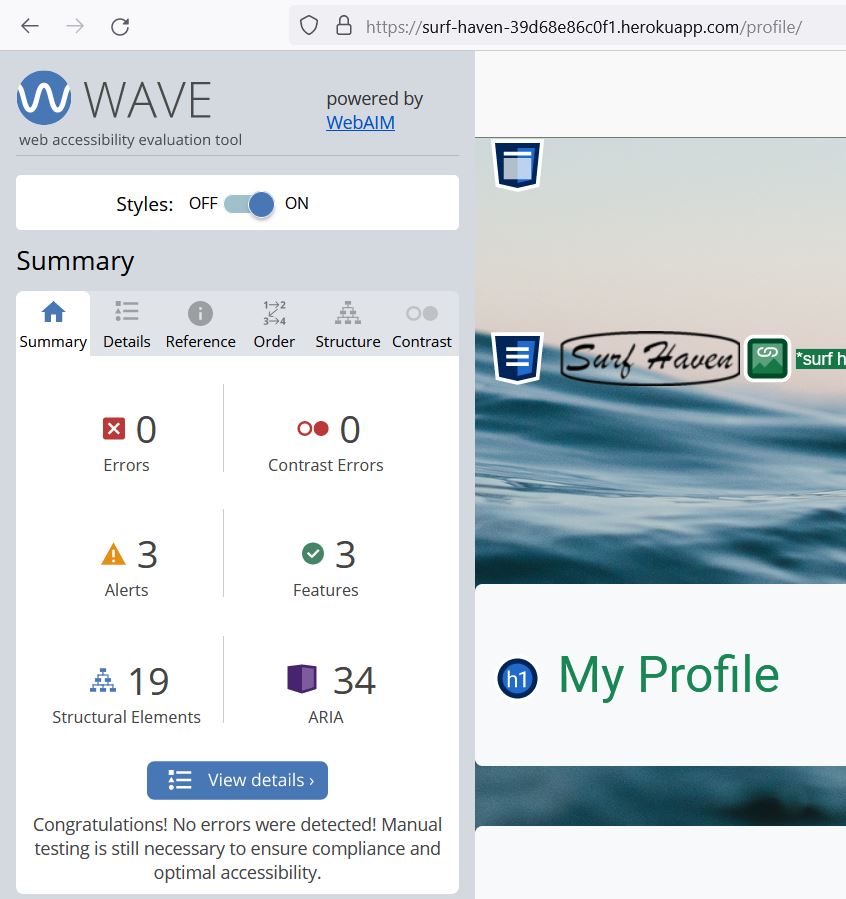 https://surf-haven-39d68e86c0f1.herokuapp.com/profile/
WAVE
web accessibility evaluation tool
powered by
WebAIM
Styles: OFF ON
Summary
Summary Details Reference Order Structure Contrast
1→2
3→4
0 0
Errors Contrast Errors
3 3
Alerts Features
19 34
Structural Elements ARIA
View details ›
Congratulations! No errors were detected! Manual
testing is still necessary to ensure compliance and
optimal accessibility.
Surf Haven *surf h
h1 My Profile